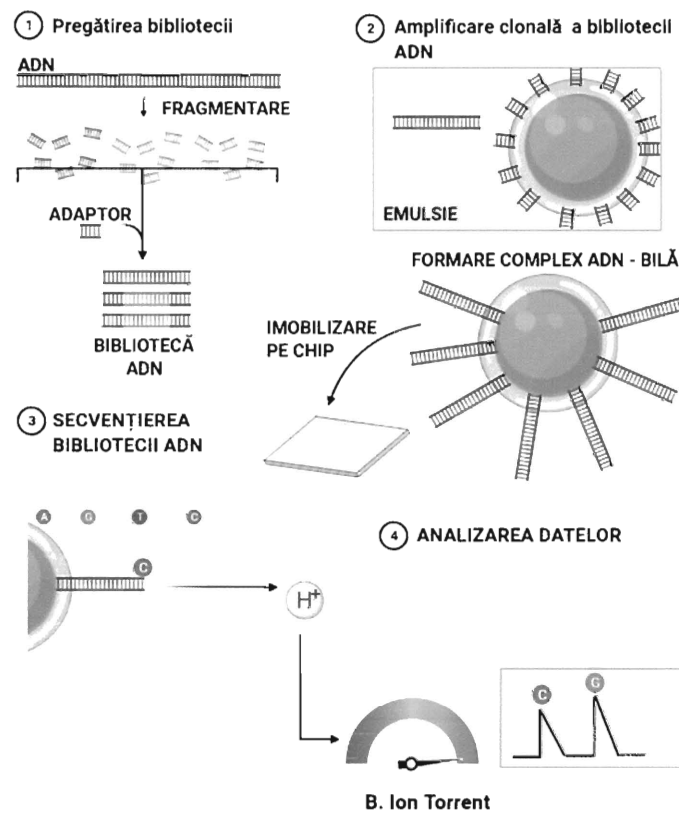 1 Pregătirea bibliotecii
ADN
FRAGMENTARE
ADAPTOR
BIBLIOTECĂ
ADN
2 Amplificare clonală a bibliotecii
ADN
EMULSIE
FORMARE COMPLEX ADN - BILĂ
IMOBILIZARE
PE CHIP
3 SECVENȚIEREA
BIBLIOTECII ADN
A G T C
C
H+
4 ANALIZAREA DATELOR
C G
B. Ion Torrent